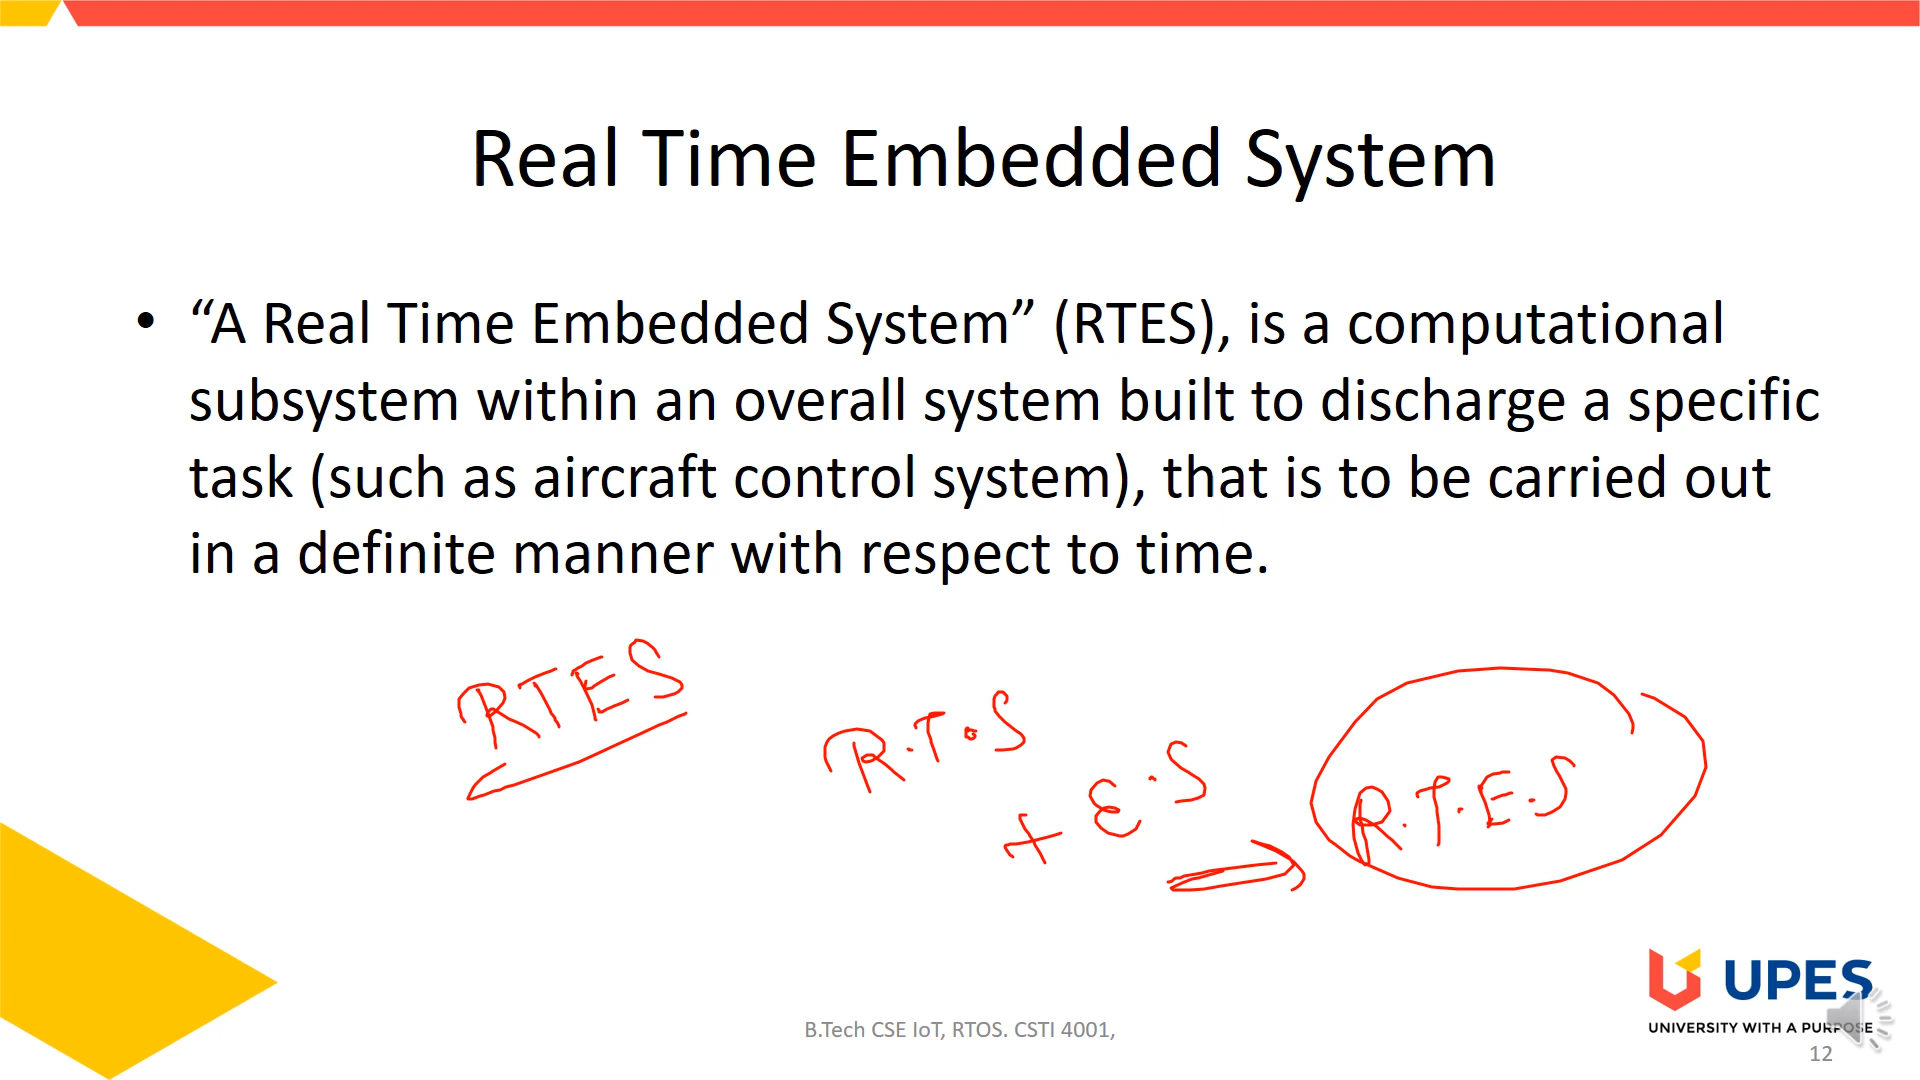 Real Time Embedded System
• “A Real Time Embedded System” (RTES), is a computational
subsystem within an overall system built to discharge a specific
task (such as aircraft control system), that is to be carried out
in a definite manner with respect to time.
RTES
R.T.S
+ E.S
R.T.E.S
UPES
UNIVERSITY WITH A PURPOSE
B.Tech CSE IoT, RTOS. CSTI 4001,
12